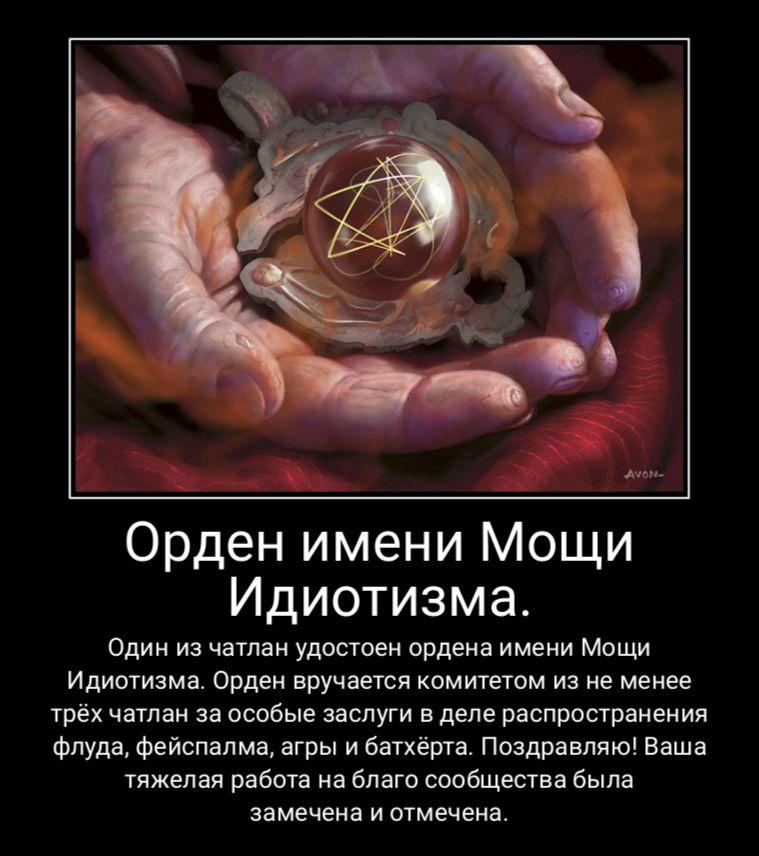 AVON-
Орден имени Мощи
Идиотизма.
Один из чатлан удостоен ордена имени Мощи
Идиотизма. Орден вручается комитетом из не менее
трёх чатлан за особые заслуги в деле распространения
флуда, фейспалма, агры и батхёрта. Поздравляю! Ваша
тяжелая работа на благо сообщества была
замечена и отмечена.